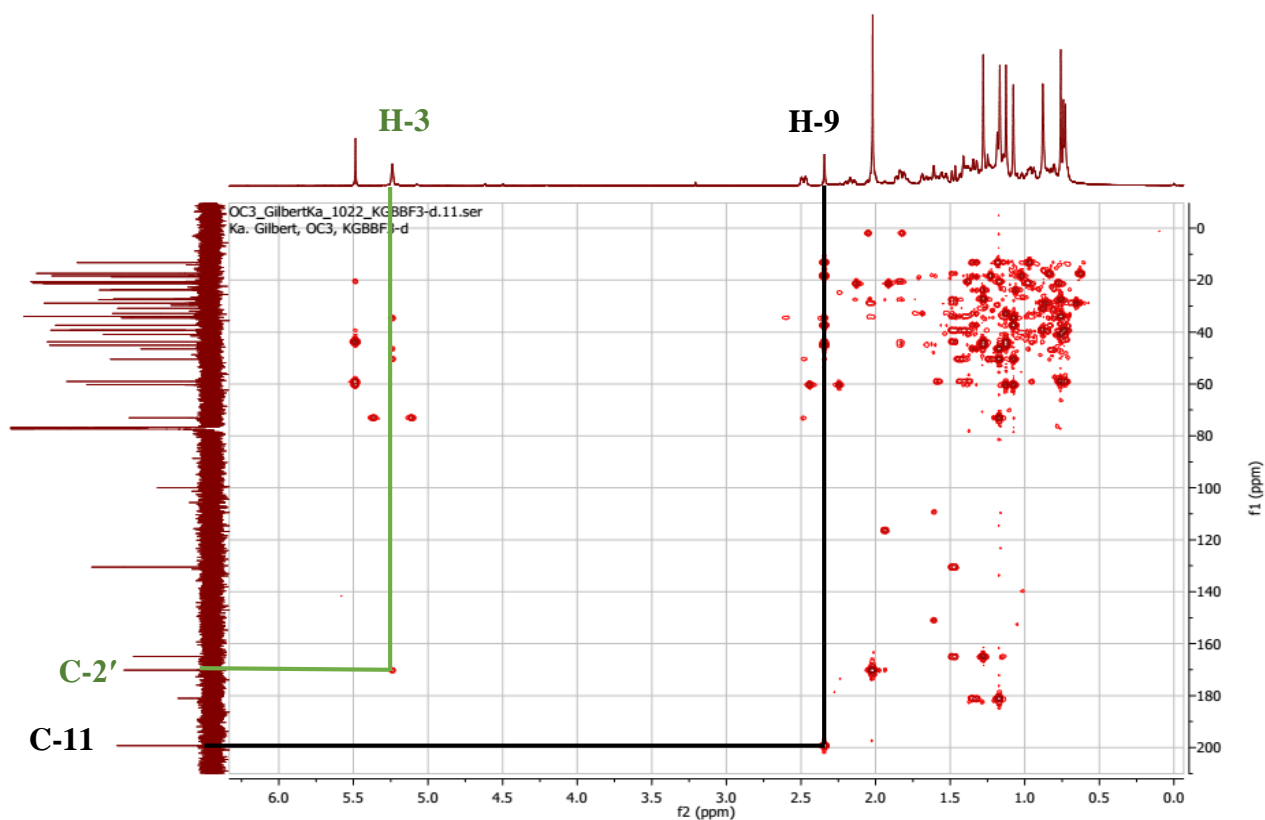 H-3
H-9
OC3_GilbertKa_1022_KGBBF3-d.11.ser
Ka. Gilbert, OC3, KGBBF3-d
0
20
40
60
80
100
120
140
160
180
200
f1 (ppm)
C-2′
C-11
6.0 5.5 5.0 4.5 4.0 3.5 3.0 2.5 2.0 1.5 1.0 0.5 0.0
f2 (ppm)